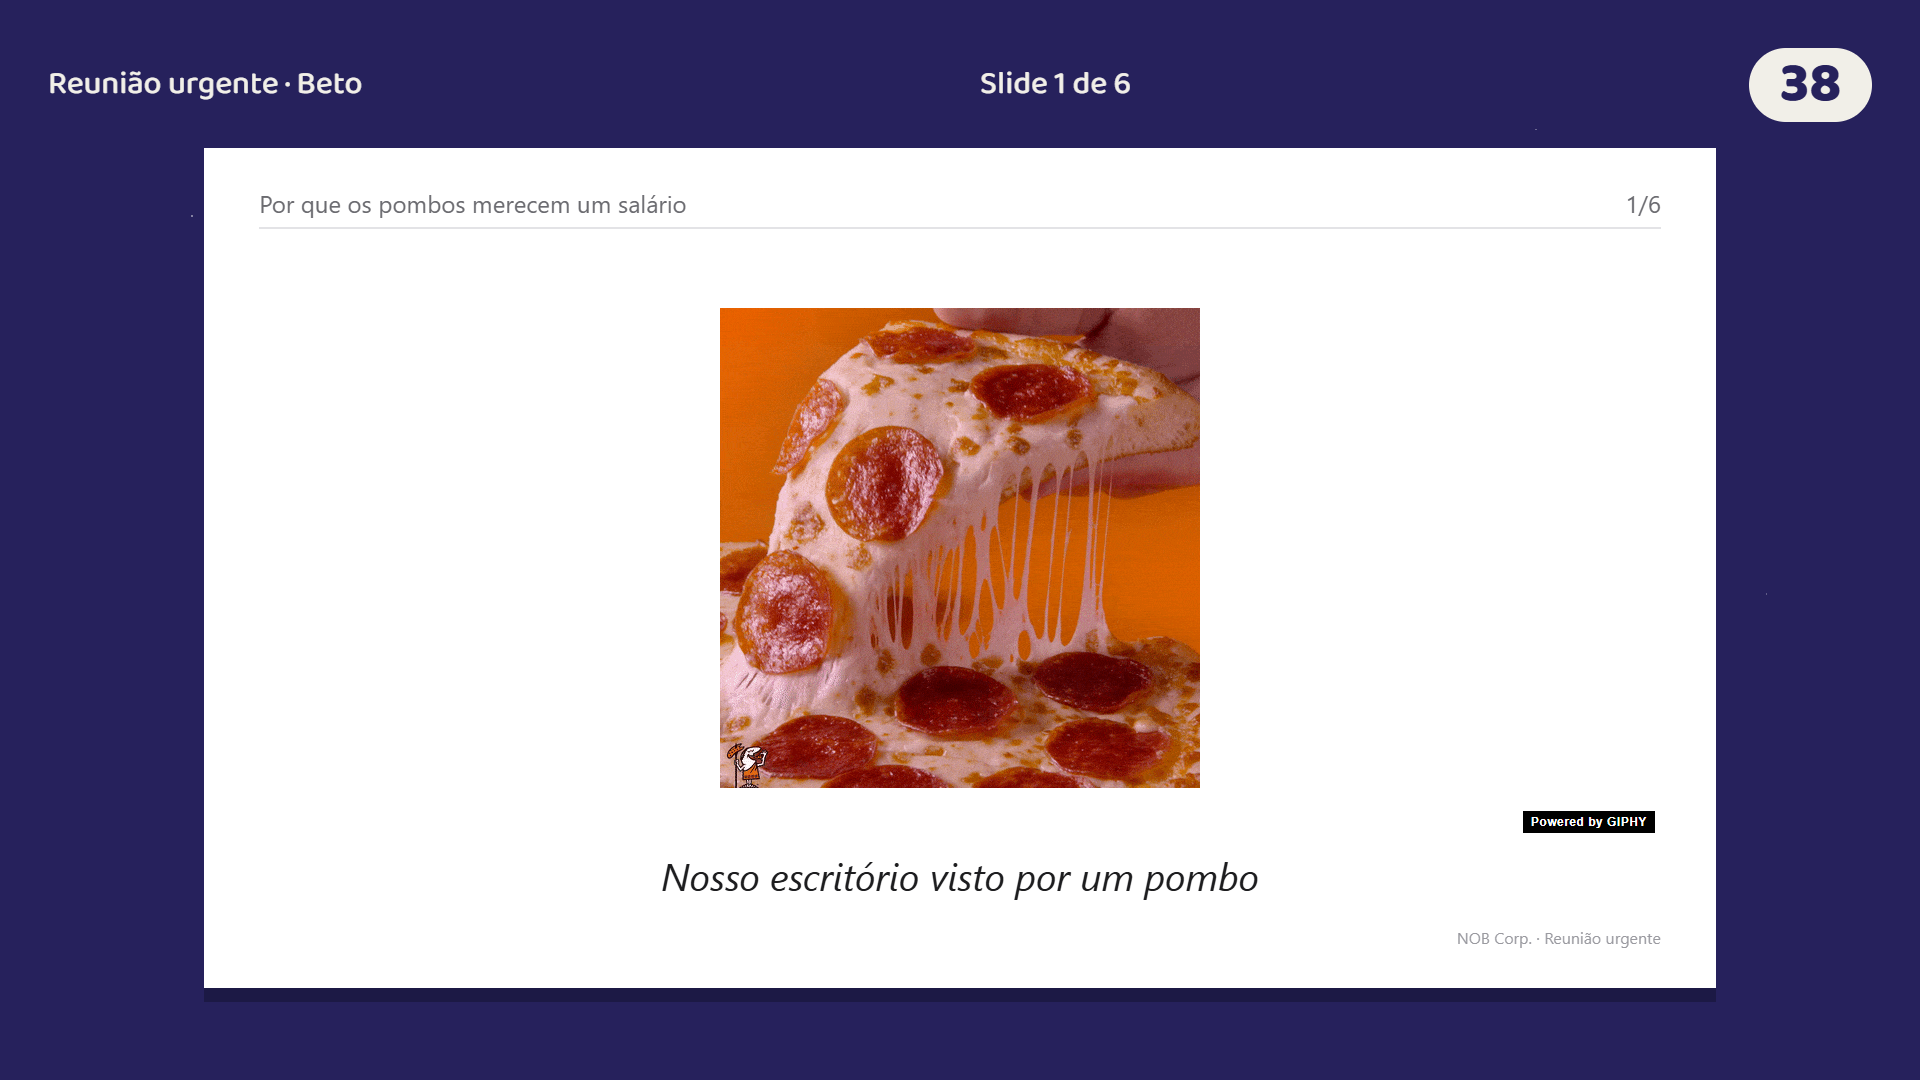 Reunião urgente · Beto
Slide 1 de 6
38
Por que os pombos merecem um salário
1/6
Powered by GIPHY
Nosso escritório visto por um pombo
NOB Corp. · Reunião urgente